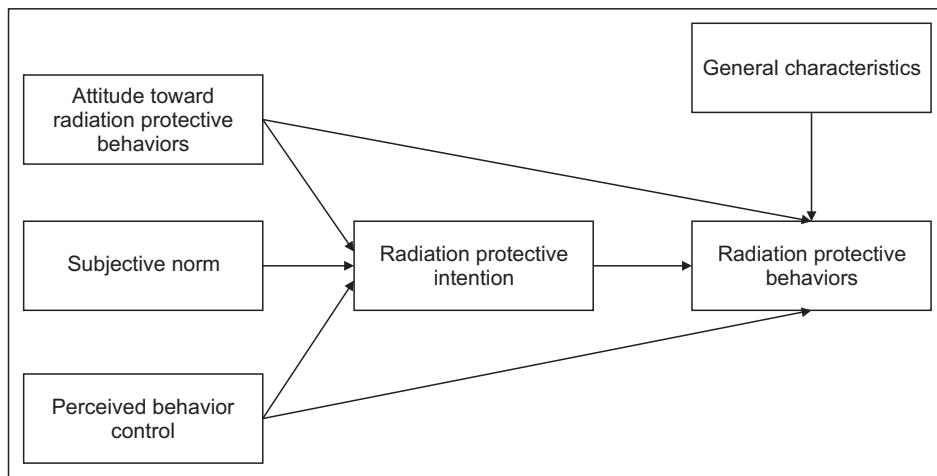 General characteristics
Attitude toward
radiation protective
behaviors
Subjective norm
Radiation protective
intention
Radiation protective
behaviors
Perceived behavior
control